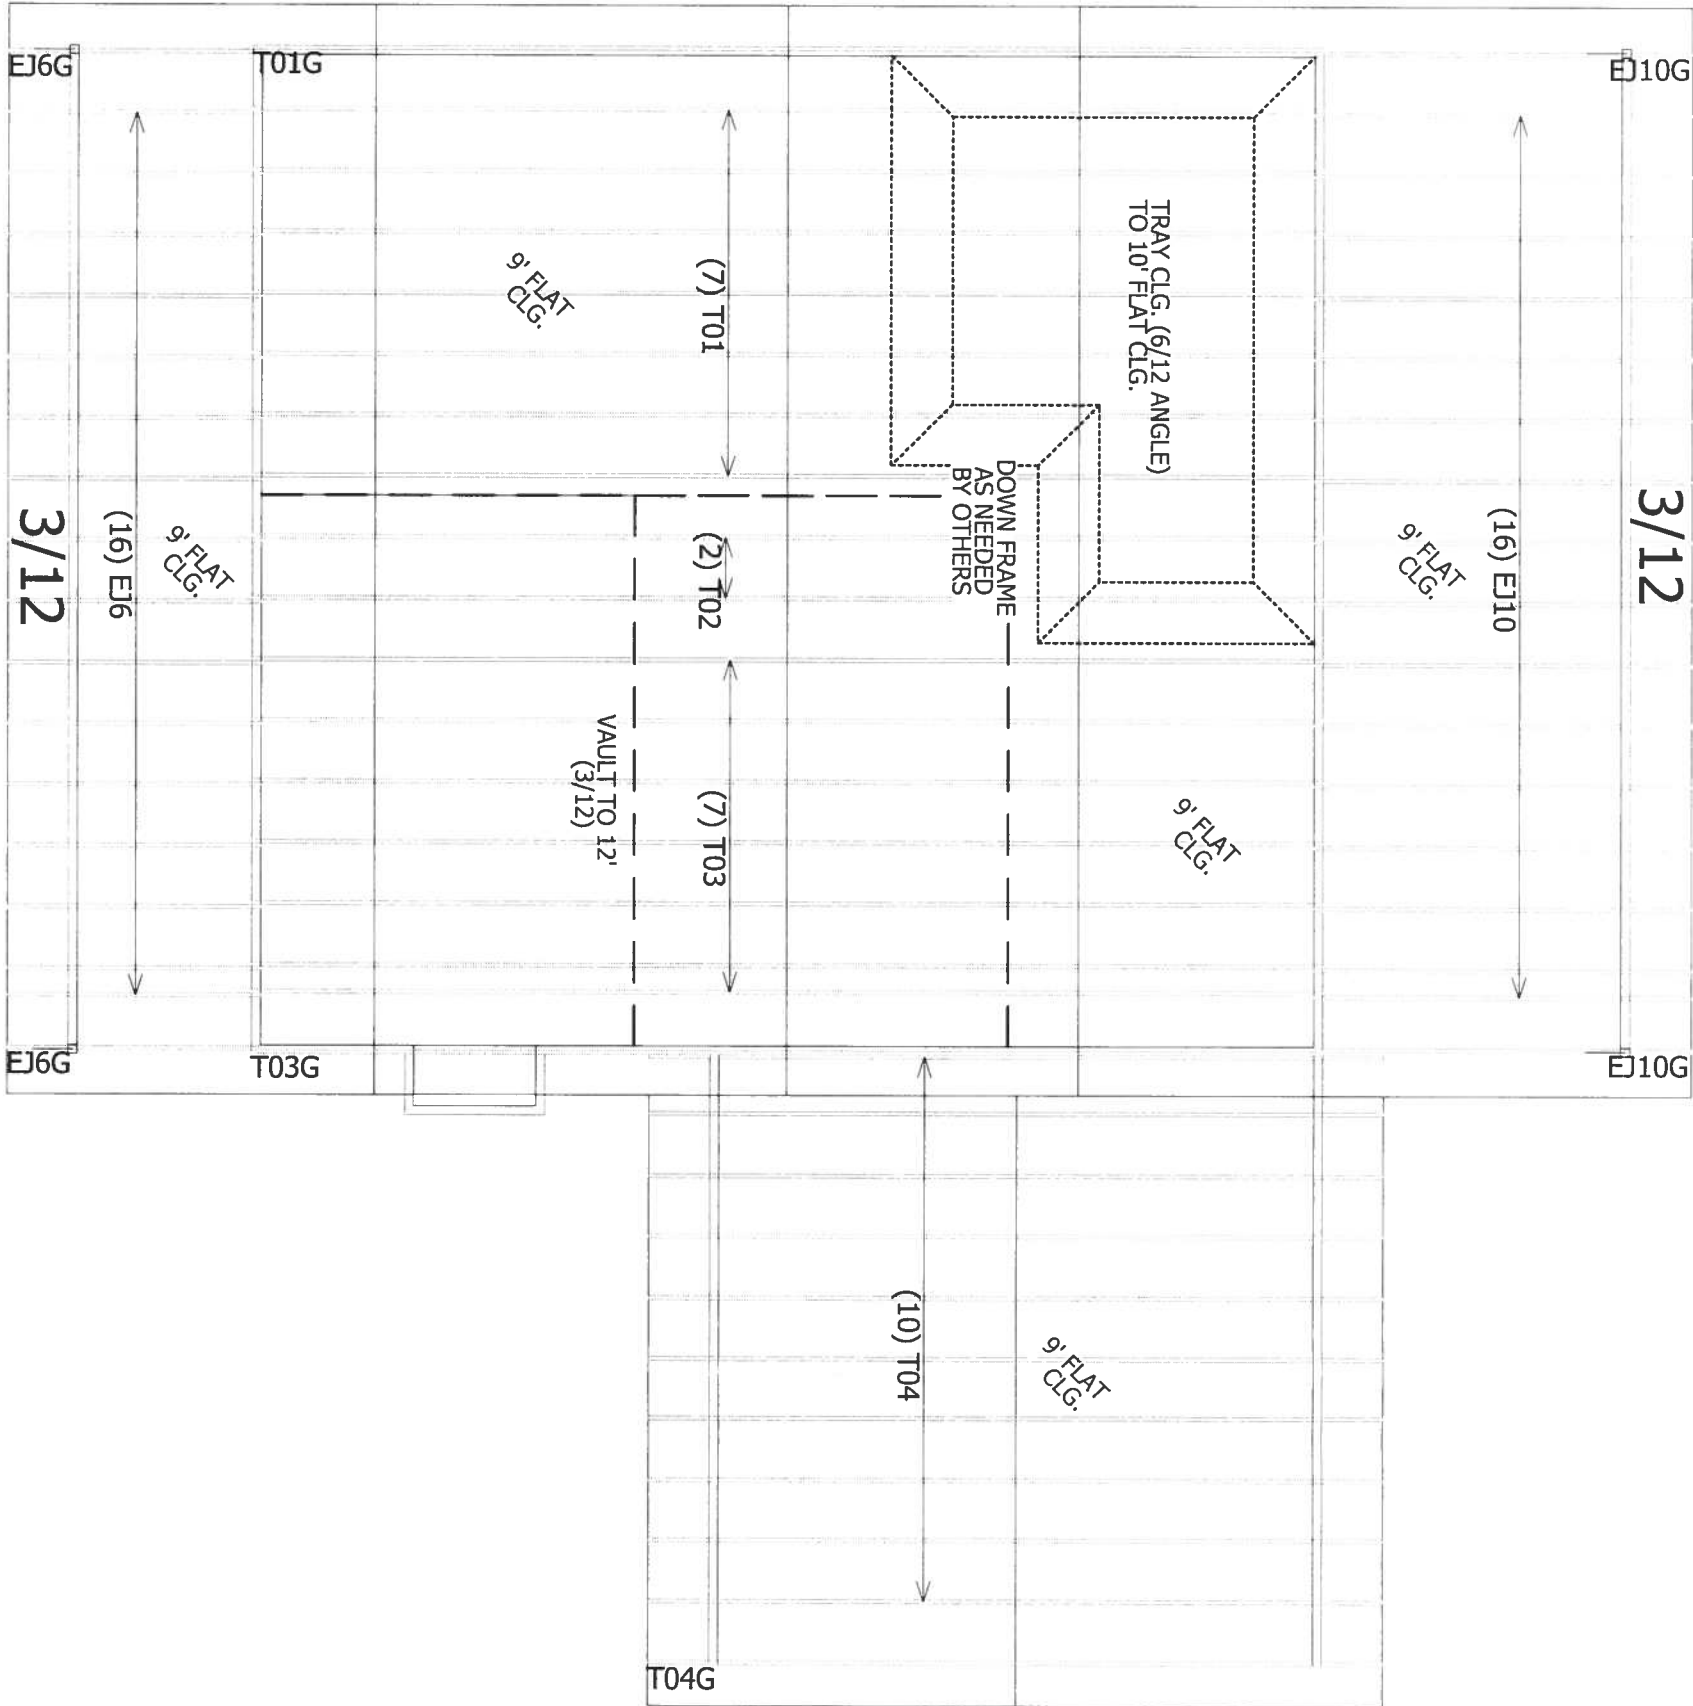 EJ6G
T01G
EJ10G
9' FLAT
CLG.
(7) T01
TRAY CLG. (6/12 ANGLE)
TO 10' FLAT CLG.
3/12
(16) EJ6
9' FLAT
CLG.
(2) T02
DOWN FRAME
AS NEEDED
BY OTHERS
9' FLAT
CLG.
(16) EJ10
3/12
VAULT TO 12'
(3/12)
(7) T03
9' FLAT
CLG.
EJ6G
T03G
EJ10G
(10) T04
9' FLAT
CLG.
T04G